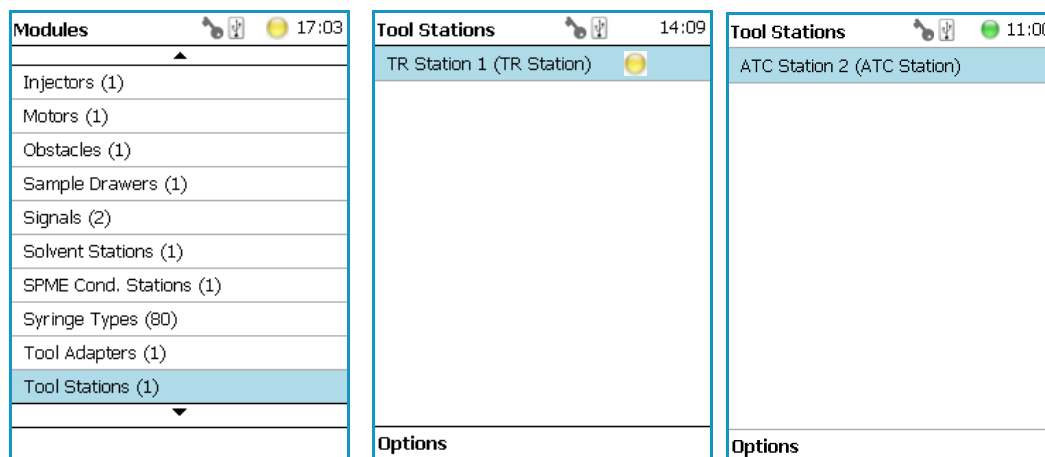 Modules 17:03
Injectors (1)
Motors (1)
Obstacles (1)
Sample Drawers (1)
Signals (2)
Solvent Stations (1)
SPME Cond. Stations (1)
Syringe Types (80)
Tool Adapters (1)
Tool Stations (1)
Tool Stations 14:09
TR Station 1 (TR Station)
Options
Tool Stations 11:00
ATC Station 2 (ATC Station)
Options